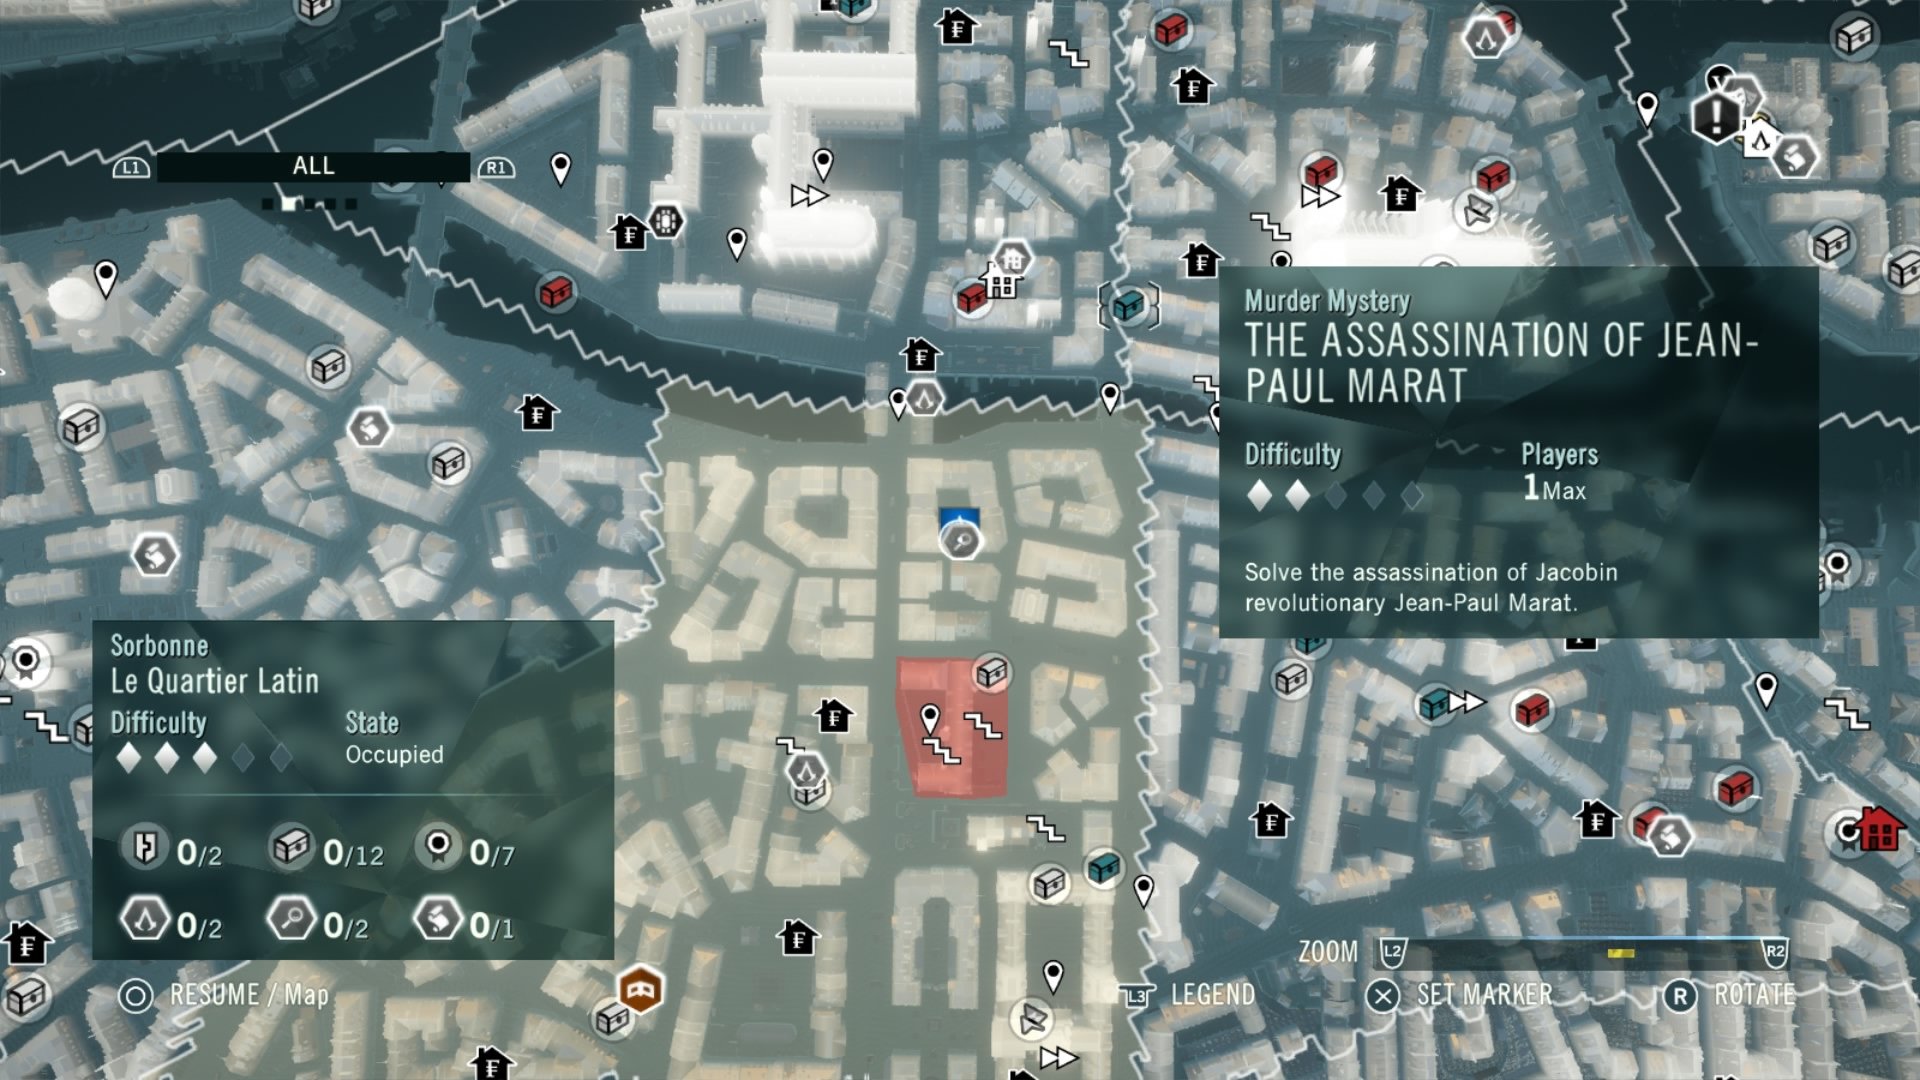 L1
ALL
R1
Murder Mystery
THE ASSASSINATION OF JEAN-
PAUL MARAT
Difficulty
Players
1 Max
Solve the assassination of Jacobin
revolutionary Jean-Paul Marat.
Sorbonne
Le Quartier Latin
Difficulty
State
Occupied
0/2
0/12
0/7
0/2
0/2
0/1
ZOOM
L2
R2
RESUME / Map
L3
LEGEND
SET MARKER
R
ROTATE